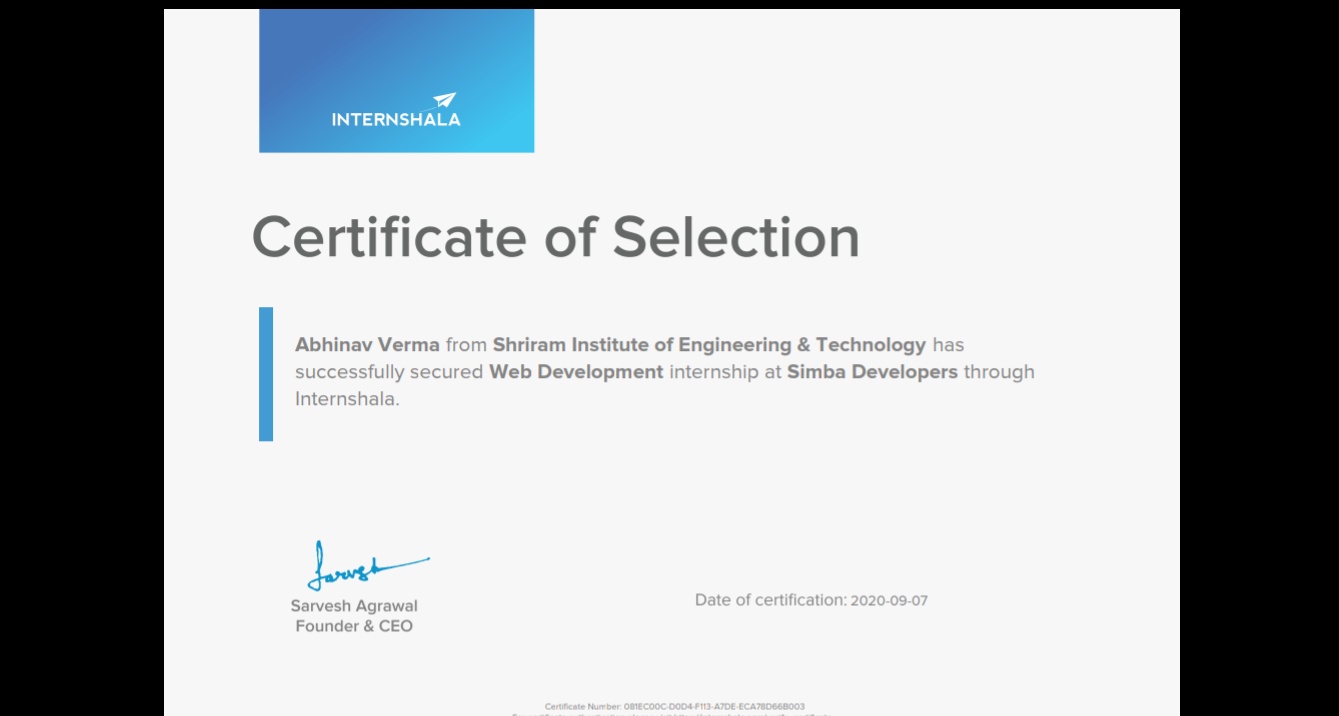 INTERNSHALA
Certificate of Selection
Abhinav Verma from Shriram Institute of Engineering & Technology has
successfully secured Web Development internship at Simba Developers through
Internshala.
Sarvesh
Sarvesh Agrawal
Founder & CEO
Date of certification: 2020-09-07
Certificate Number: 081EC00C-D0D4-F113-A7DE-ECA78D66B003